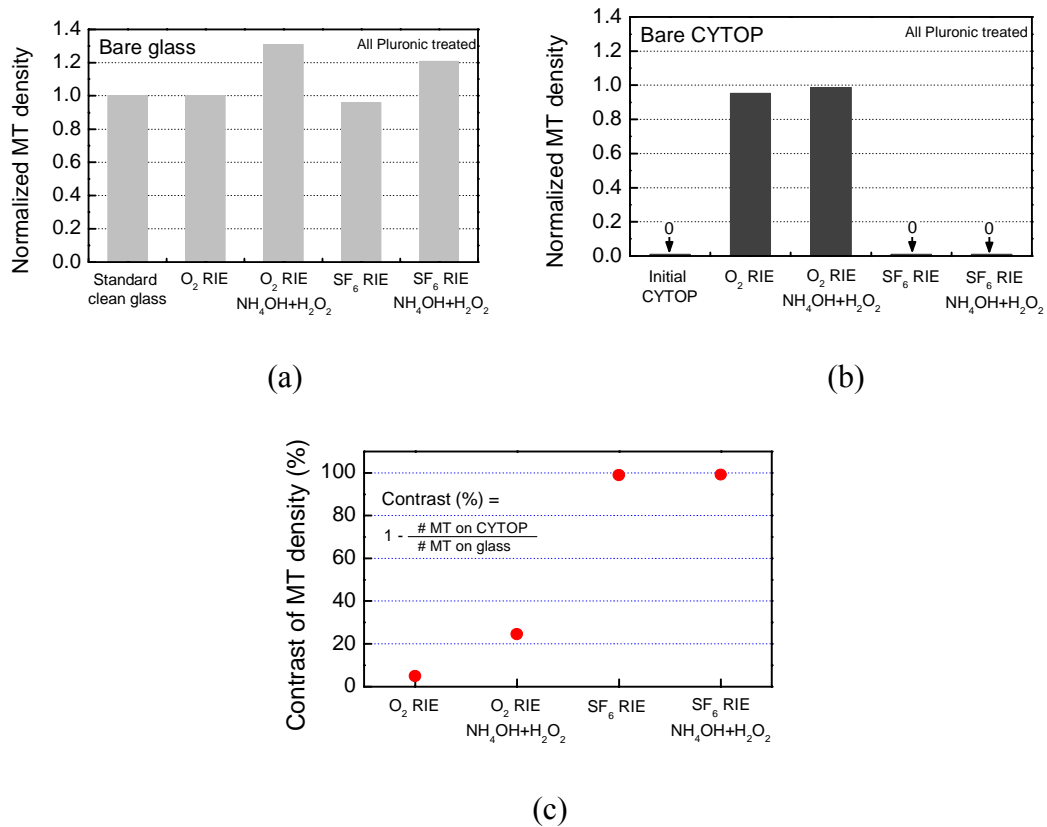 Bare glass
All Pluronic treated
Normalized MT density
1.4
1.2
1.0
0.8
0.6
0.4
0.2
0.0
Standard
clean glass
O2 RIE
O2 RIE
NH4OH+H2O2
SF6 RIE
SF6 RIE
NH4OH+H2O2
(a)
Bare CYTOP
All Pluronic treated
Normalized MT density
1.4
1.2
1.0
0.8
0.6
0.4
0.2
0.0
0
0
0
Initial
CYTOP
O2 RIE
O2 RIE
NH4OH+H2O2
SF6 RIE
SF6 RIE
NH4OH+H2O2
(b)
Contrast of MT density (%)
100
80
60
40
20
0
Contrast (%) =
1 - # MT on CYTOP
# MT on glass
O2 RIE
O2 RIE
NH4OH+H2O2
SF6 RIE
SF6 RIE
NH4OH+H2O2
(c)